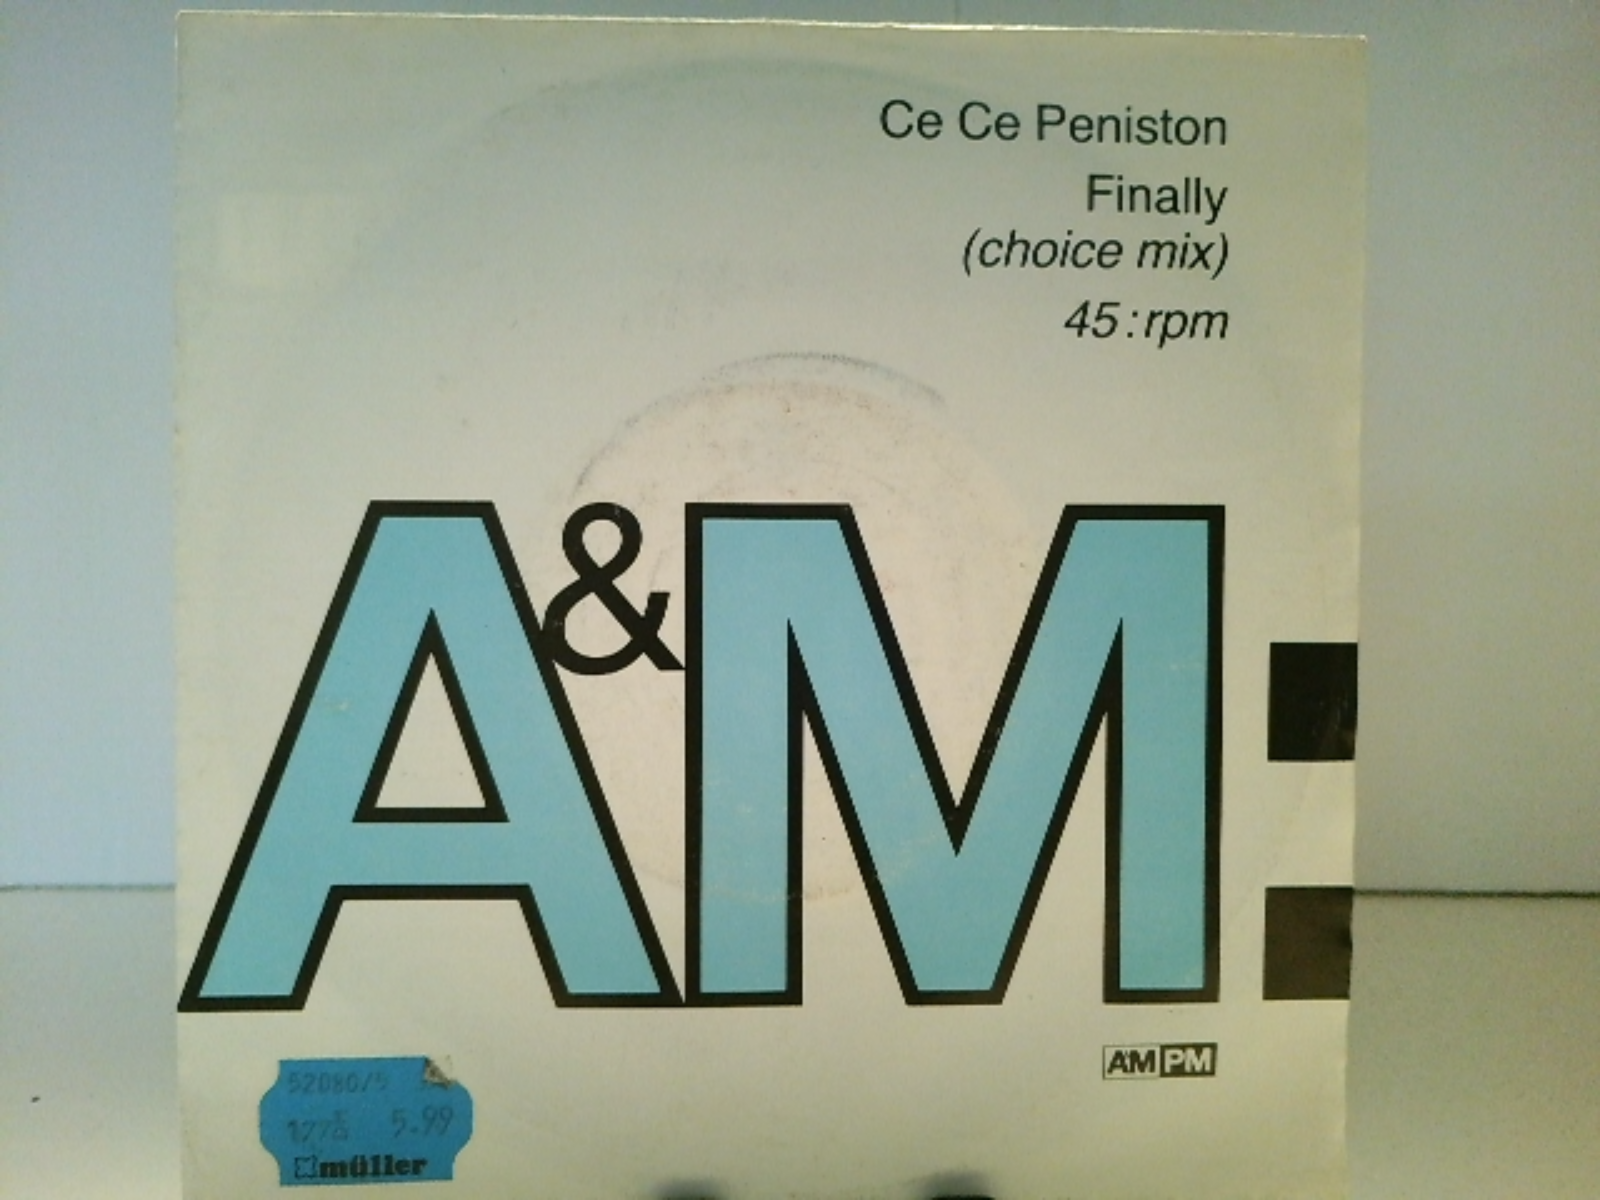 Ce Ce Peniston
Finally
(choice mix)
45:rpm
A&M:
AM PM
52080/5
5.99
müller